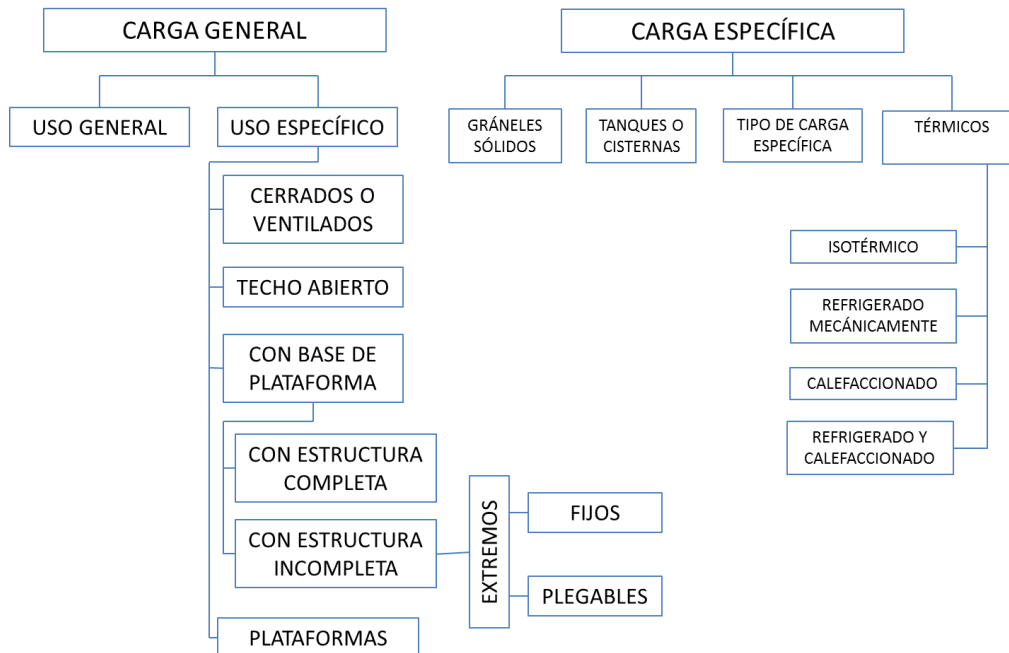 CARGA GENERAL
USO GENERAL
USO ESPECÍFICO
CERRADOS O
VENTILADOS
TECHO ABIERTO
CON BASE DE
PLATAFORMA
CON ESTRUCTURA
COMPLETA
CON ESTRUCTURA
INCOMPLETA
EXTREMOS
FIJOS
PLEGABLES
PLATAFORMAS
CARGA ESPECÍFICA
GRÁNELES
SÓLIDOS
TANQUES O
CISTERNAS
TIPO DE CARGA
ESPECÍFICA
TÉRMICOS
ISOTÉRMICO
REFRIGERADO
MECÁNICAMENTE
CALEFACCIONADO
REFRIGERADO Y
CALEFACCIONADO